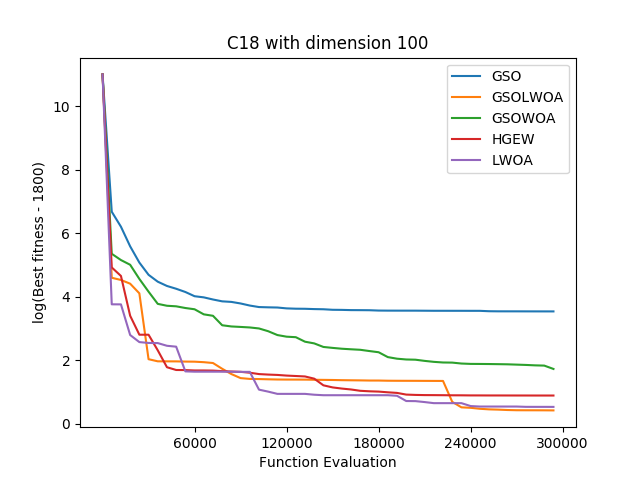 C18 with dimension 100
log(Best fitness - 1800)
10
8
6
4
2
0
GSO
GSOLWOA
GSOWOA
HGEW
LWOA
60000 120000 180000 240000 300000
Function Evaluation